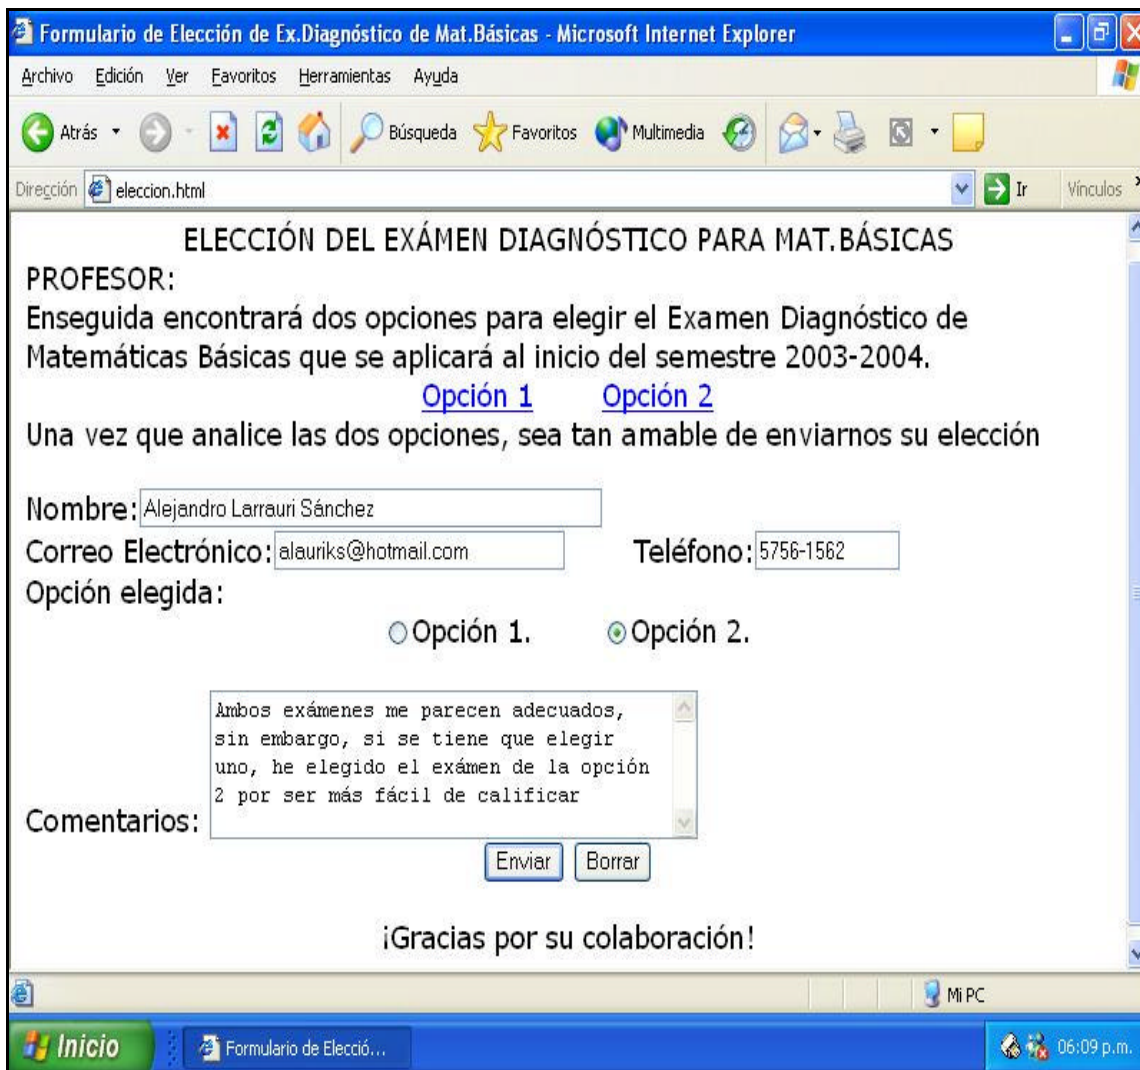 Formulario de Elección de Ex.Diagnóstico de Mat.Básicas - Microsoft Internet Explorer
Archivo Edición Ver Favoritos Herramientas Ayuda
Atrás Búsqueda Favoritos Multimedia
Dirección eleccion.html Ir Vínculos
ELECCIÓN DEL EXÁMEN DIAGNÓSTICO PARA MAT.BÁSICAS
PROFESOR:
Enseguida encontrará dos opciones para elegir el Examen Diagnóstico de
Matemáticas Básicas que se aplicará al inicio del semestre 2003-2004.
Opción 1 Opción 2
Una vez que analice las dos opciones, sea tan amable de enviarnos su elección
Nombre: Alejandro Larrauri Sánchez
Correo Electrónico: alauriks@hotmail.com Teléfono: 5756-1562
Opción elegida:
Opción 1. Opción 2.
Ambos exámenes me parecen adecuados,
sin embargo, si se tiene que elegir
uno, he elegido el exámen de la opción
2 por ser más fácil de calificar
Comentarios:
Enviar Borrar
¡Gracias por su colaboración!
Mi PC
Inicio Formulario de Elecció... 06:09 p.m.